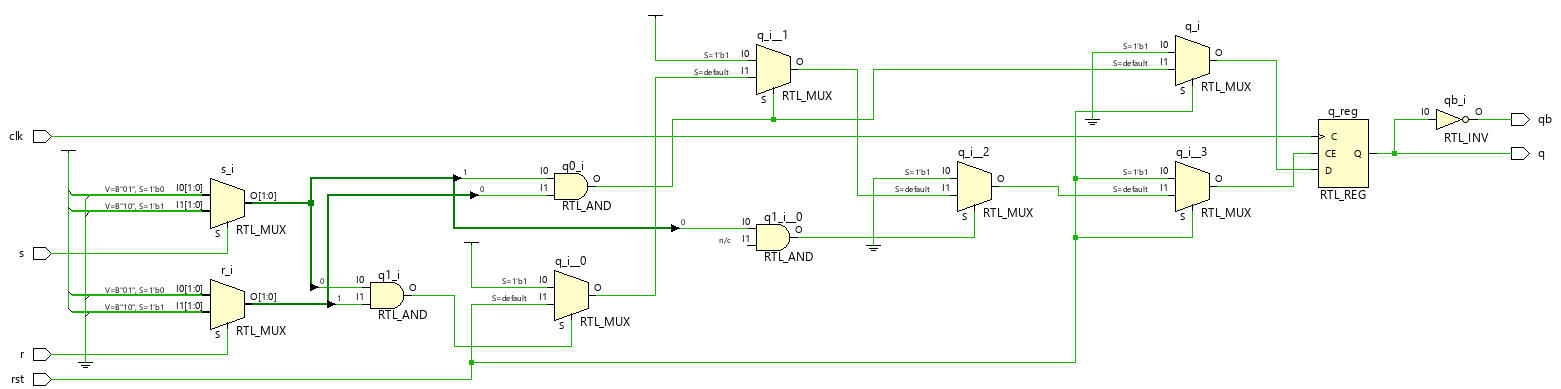 q_i__1
I0
S=1'b1
I1
S=default
O
S
RTL_MUX
q_i
I0
S=1'b1
I1
S=default
O
S
RTL_MUX
clk
q_reg
C
CE
D
Q
RTL_REG
qb_i
I0
O
RTL_INV
qb
q
s_i
V=B"01", S=1'b0
I0[1:0]
V=B"10", S=1'b1
I1[1:0]
O[1:0]
S
RTL_MUX
s
q0_i
1
I0
0
I1
O
RTL_AND
q_i__2
S=1'b1
I0
S=default
I1
O
S
RTL_MUX
q_i__3
S=1'b1
I0
S=default
I1
O
S
RTL_MUX
q1_i__0
0
I0
n/c
I1
O
RTL_AND
r_i
V=B"01", S=1'b0
I0[1:0]
V=B"10", S=1'b1
I1[1:0]
O[1:0]
S
RTL_MUX
r
q1_i
0
I0
1
I1
O
RTL_AND
q_i__0
S=1'b1
I0
S=default
I1
O
S
RTL_MUX
rst